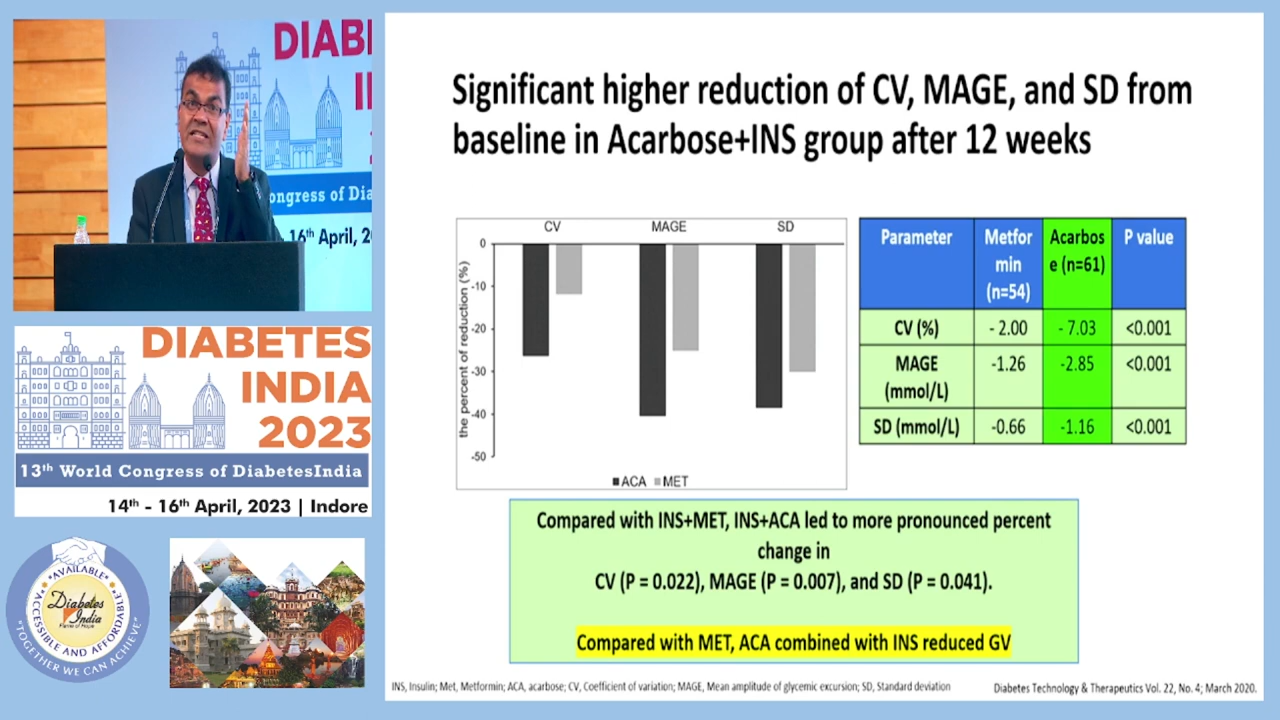 DIAB
I
ongress of Dia
16th April, 2
DIABETES
INDIA
2023
13th World Congress of DiabetesIndia
14th - 16th April, 2023 | Indore
"AVAILABLE"
"ACCESSIBLE AND AFFORDABLE"
Diabetes
India
"TOGETHER WE CAN ACHIEVE"
Significant higher reduction of CV, MAGE, and SD from
baseline in Acarbose+INS group after 12 weeks
CV MAGE SD
the percent of reduction (%)
0
-10
-20
-30
-40
-50
ACA MET
Parameter Metfor Acarbos P value
min e (n=61)
(n=54)
CV (%) - 2.00 - 7.03 <0.001
MAGE -1.26 -2.85 <0.001
(mmol/L)
SD (mmol/L) -0.66 -1.16 <0.001
Compared with INS+MET, INS+ACA led to more pronounced percent
change in
CV (P = 0.022), MAGE (P = 0.007), and SD (P = 0.041).
Compared with MET, ACA combined with INS reduced GV
INS, Insulin; Met, Metformin; ACA, acarbose; CV, Coefficient of variation; MAGE, Mean amplitude of glycemic excursion; SD, Standard deviation
Diabetes Technology & Therapeutics Vol. 22, No. 4; March 2020.